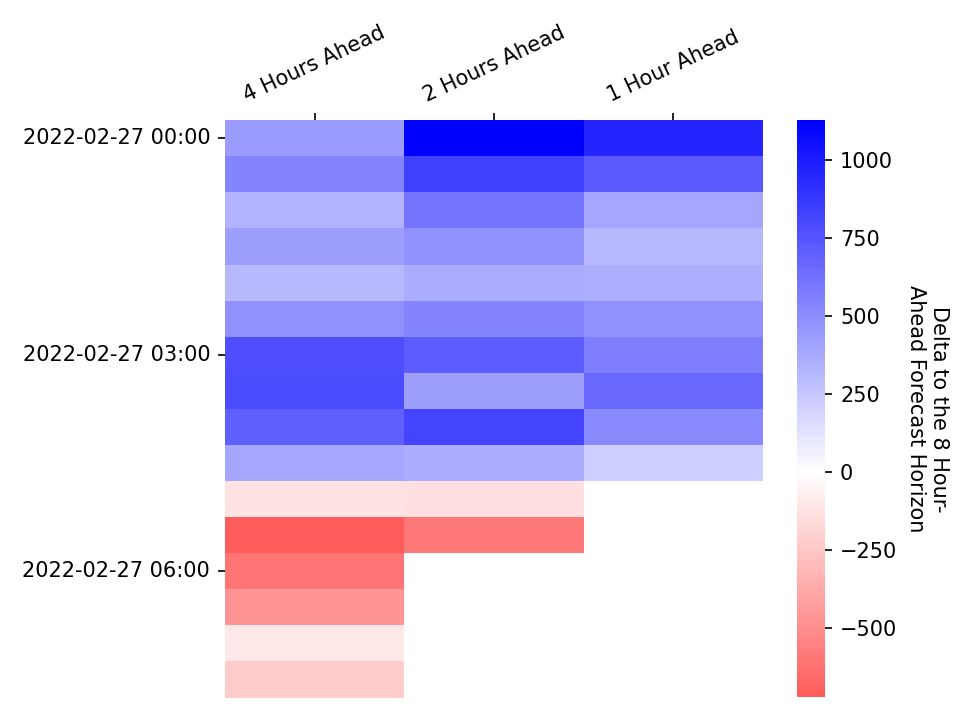 4 Hours Ahead
2 Hours Ahead
1 Hour Ahead
2022-02-27 00:00
2022-02-27 03:00
2022-02-27 06:00
1000
750
500
250
0
−250
−500
Delta to the 8 Hour-
Ahead Forecast Horizon